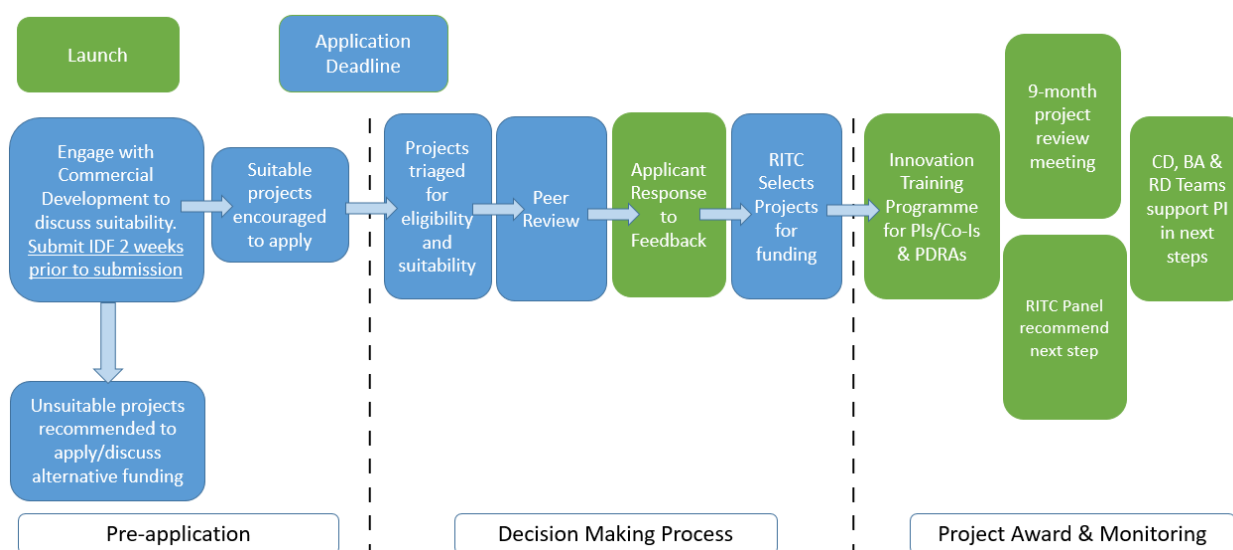 Launch
Application
Deadline
Engage with
Commercial
Development to
discuss suitability.
Submit IDF 2 weeks
prior to submission
Suitable
projects
encouraged
to apply
Unsuitable projects
recommended to
apply/discuss
alternative funding
Pre-application
Projects
triaged for
eligibility
and
suitability
Peer
Review
Applicant
Response
to
Feedback
RITC
Selects
Projects
for
funding
Decision Making Process
Innovation
Training
Programme
for PIs/Co-Is
& PDRAs
9-month
project
review
meeting
RITC Panel
recommend
next step
CD, BA &
RD Teams
support PI
in next
steps
Project Award & Monitoring